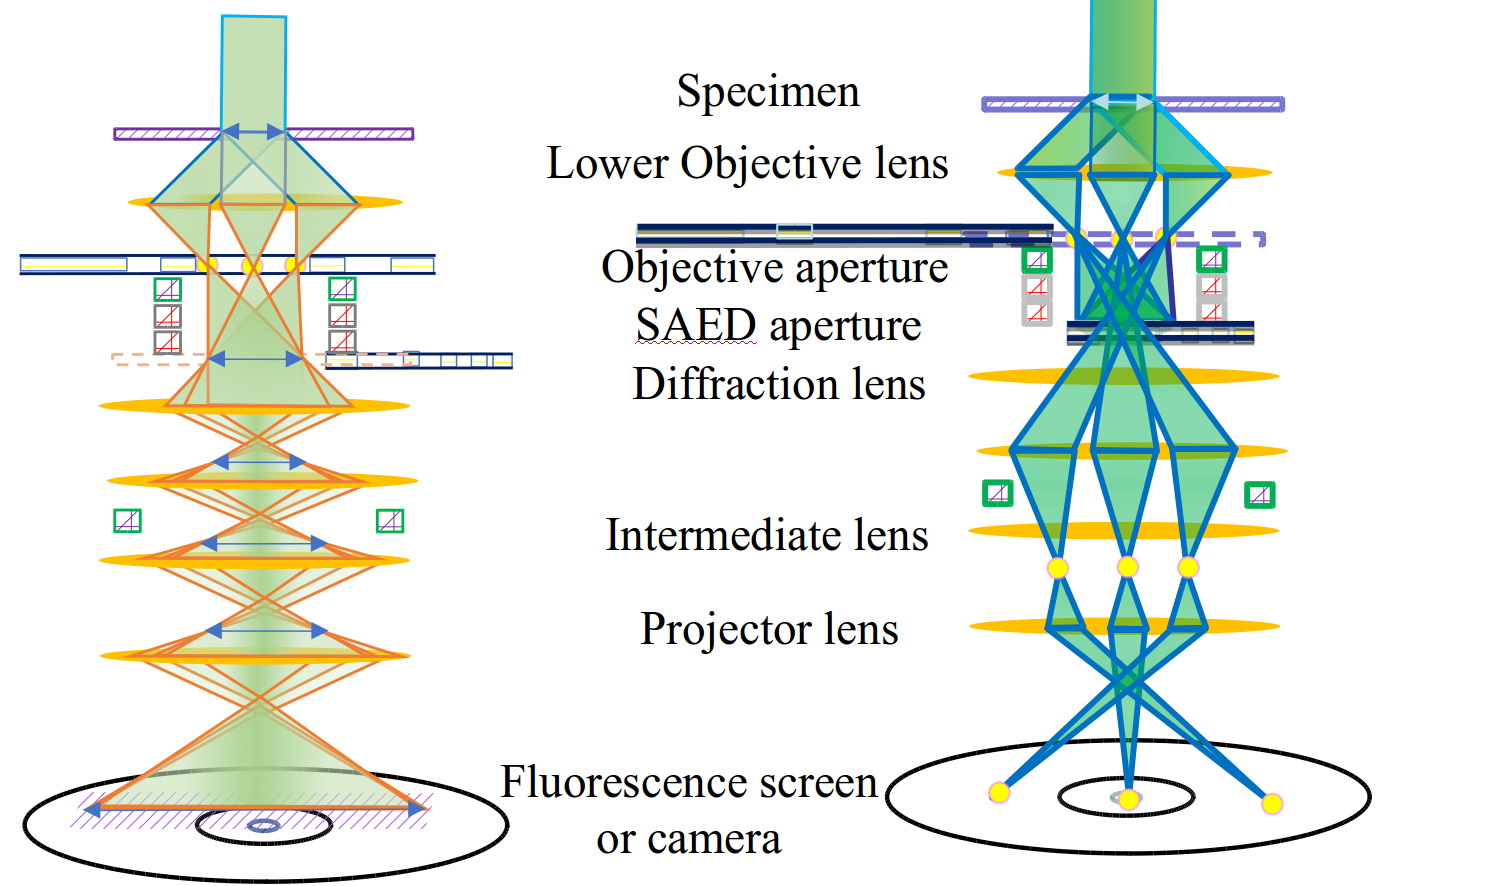 Specimen
Lower Objective lens
Objective aperture
SAED aperture
Diffraction lens
Intermediate lens
Projector lens
Fluorescence screen
or camera